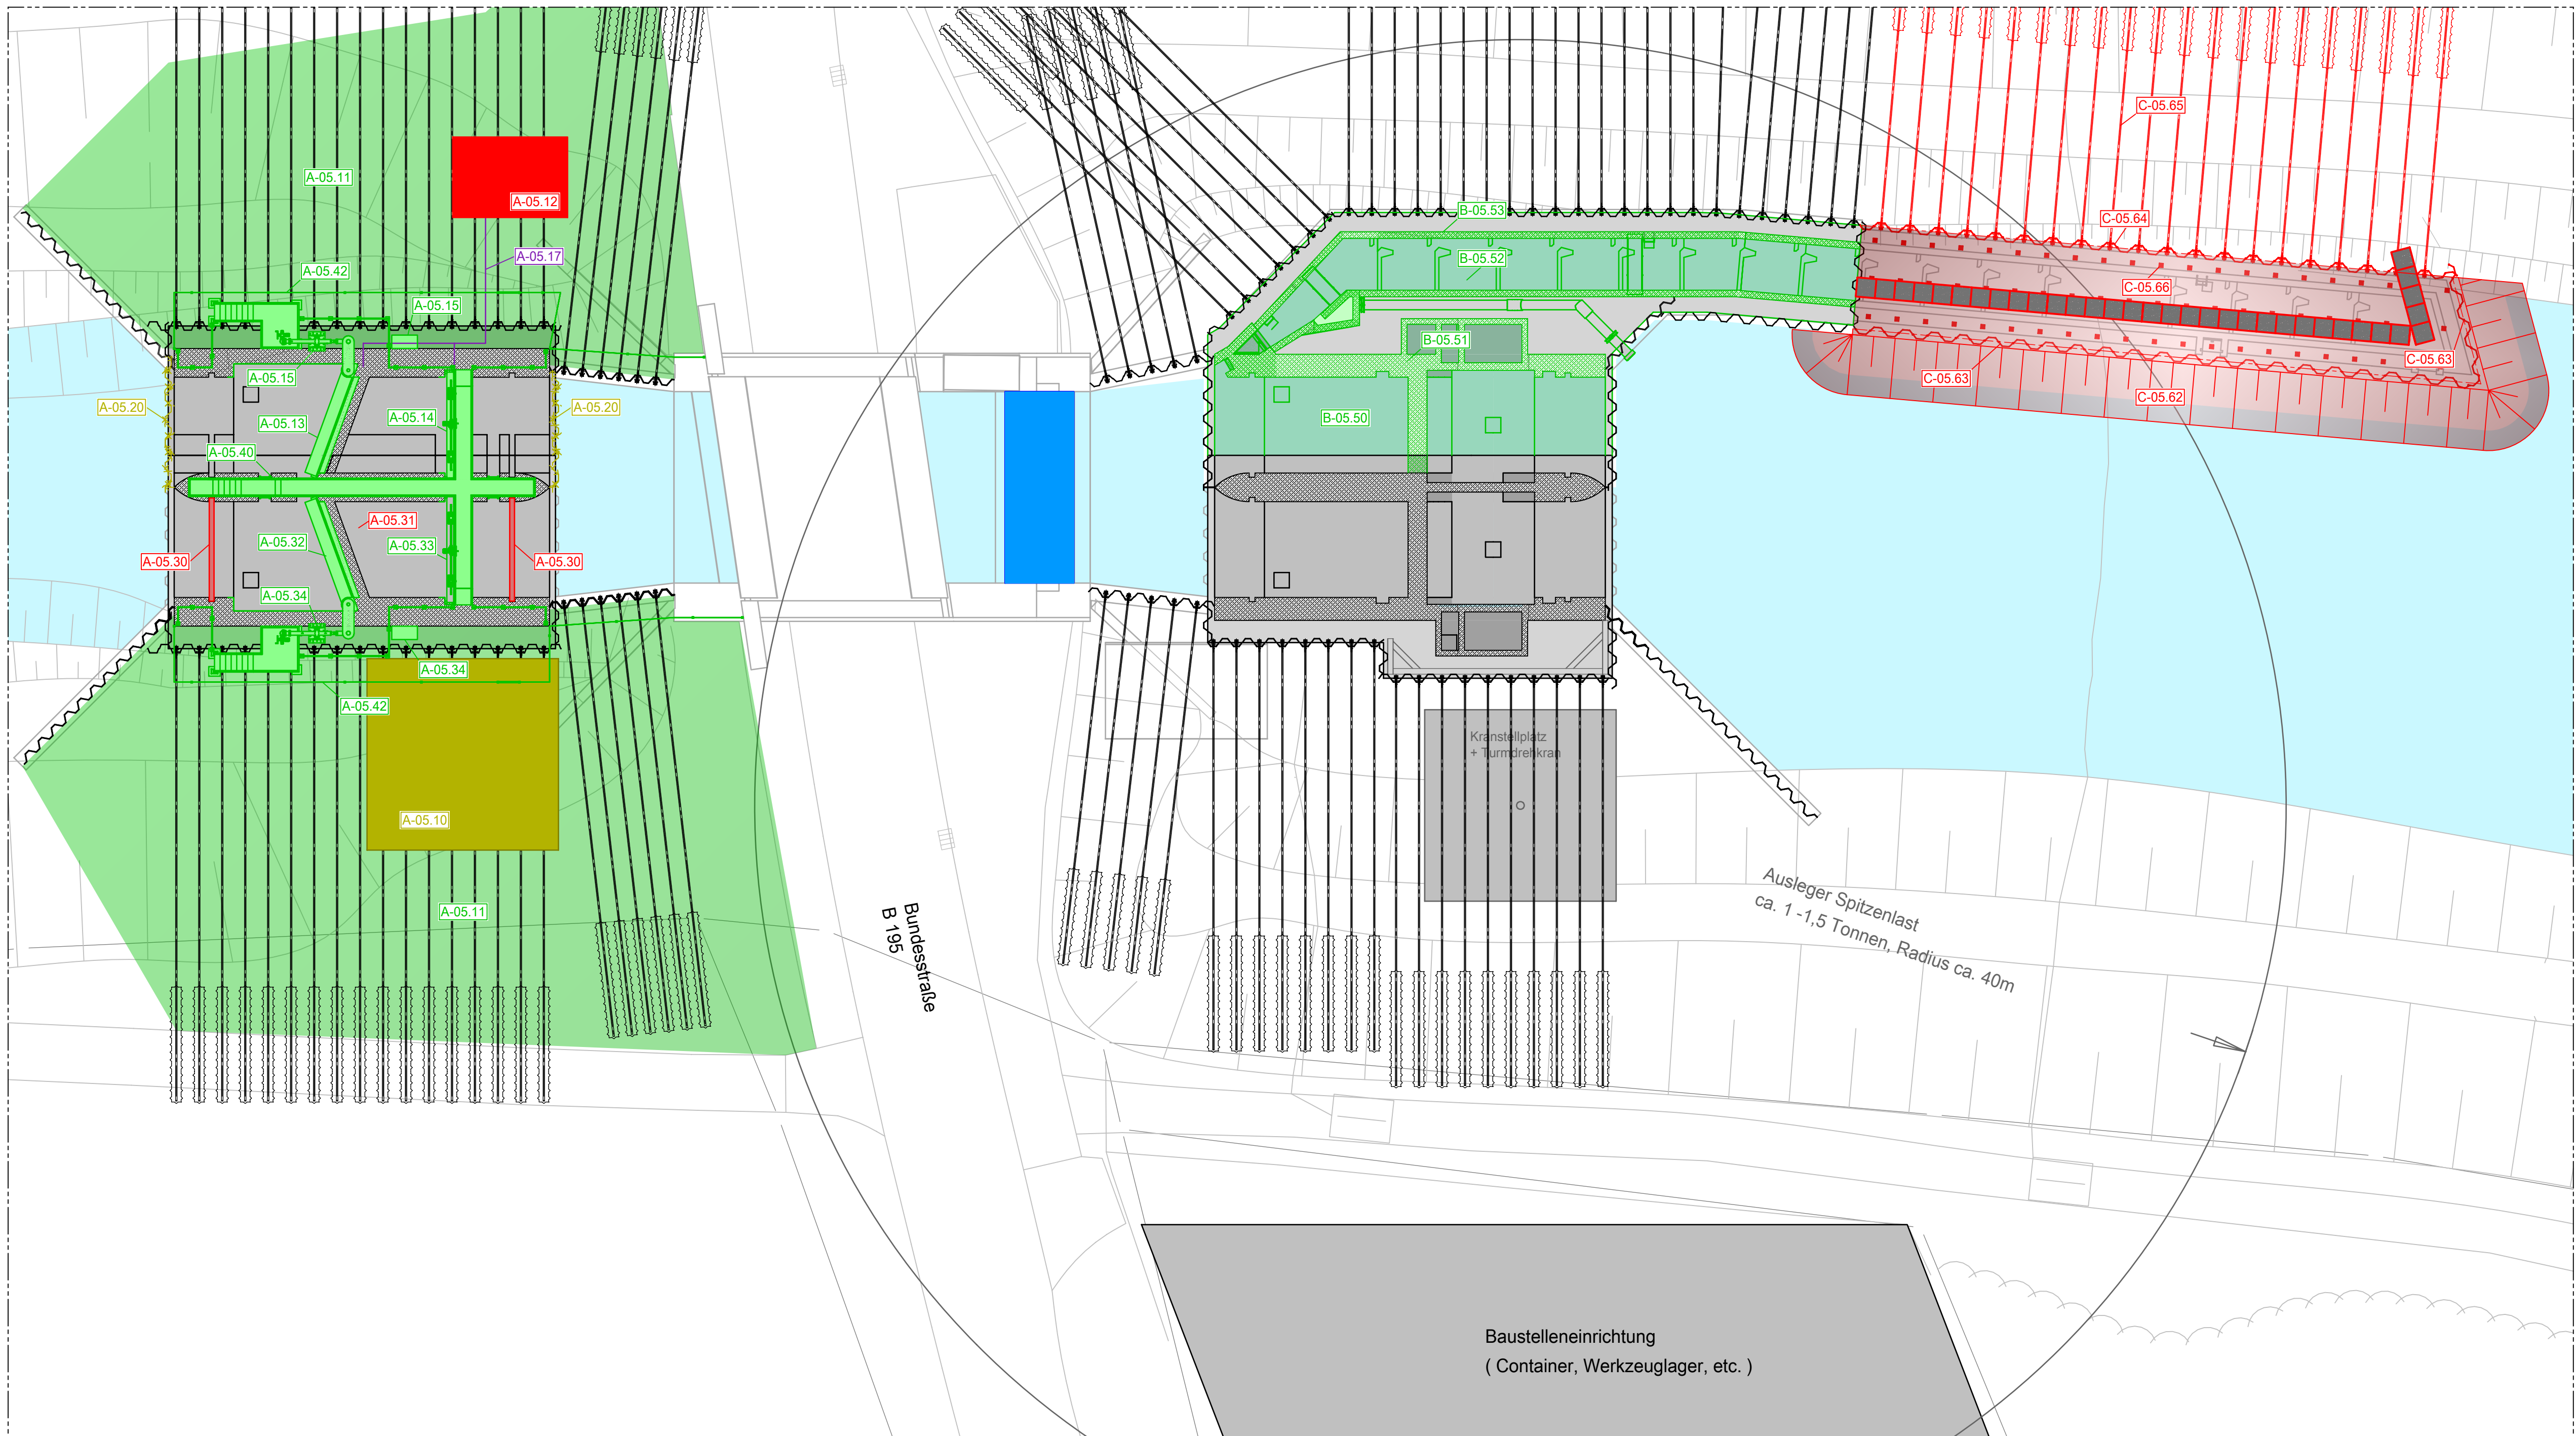 C-05.65
A-05.11
A-05.12
B-05.53
C-05.64
A-05.17
B-05.52
A-05.42
C-05.66
A-05.15
B-05.51
C-05.63
A-05.15
C-05.63
C-05.62
A-05.20
A-05.20
A-05.14
B-05.50
A-05.13
A-05.40
A-05.31
A-05.32
A-05.33
A-05.30
A-05.30
A-05.34
A-05.34
A-05.42
Kranstellplatz
+ Turmdrehkran
A-05.10
A-05.11
Bundesstraße
B 195
Ausleger Spitzenlast
ca. 1 -1,5 Tonnen, Radius ca. 40m
Baustelleneinrichtung
( Container, Werkzeuglager, etc. )